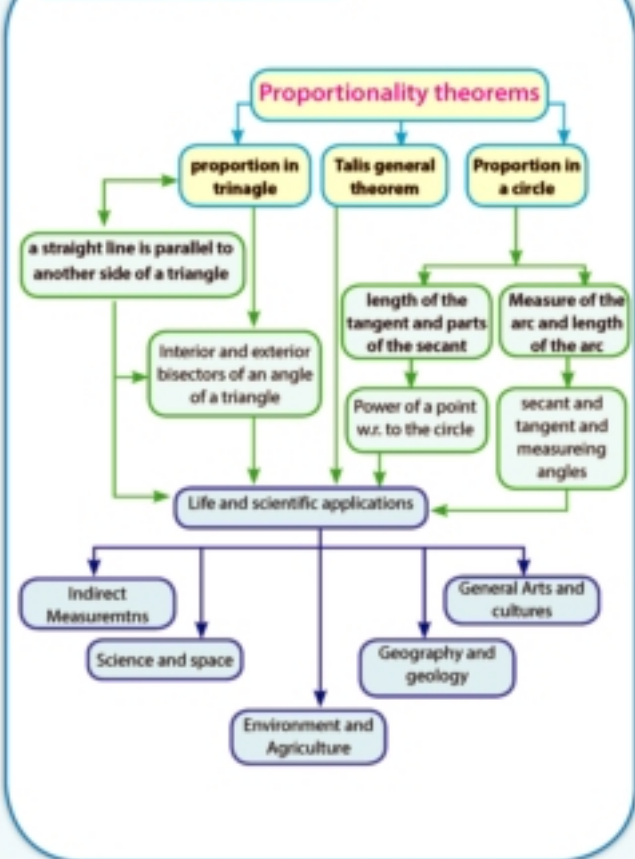 Proportionality theorems
proportion in
trinagle
Talis general
theorem
Proportion in
a circle
a straight line is parallel to
another side of a triangle
length of the
tangent and parts
of the secant
Measure of the
arc and length
of the arc
Interior and exterior
bisectors of an angle
of a triangle
Power of a point
w.r. to the circle
secant and
tangent and
measureing
angles
Life and scientific applications
Indirect
Measuremtns
General Arts and
cultures
Science and space
Geography and
geology
Environment and
Agriculture